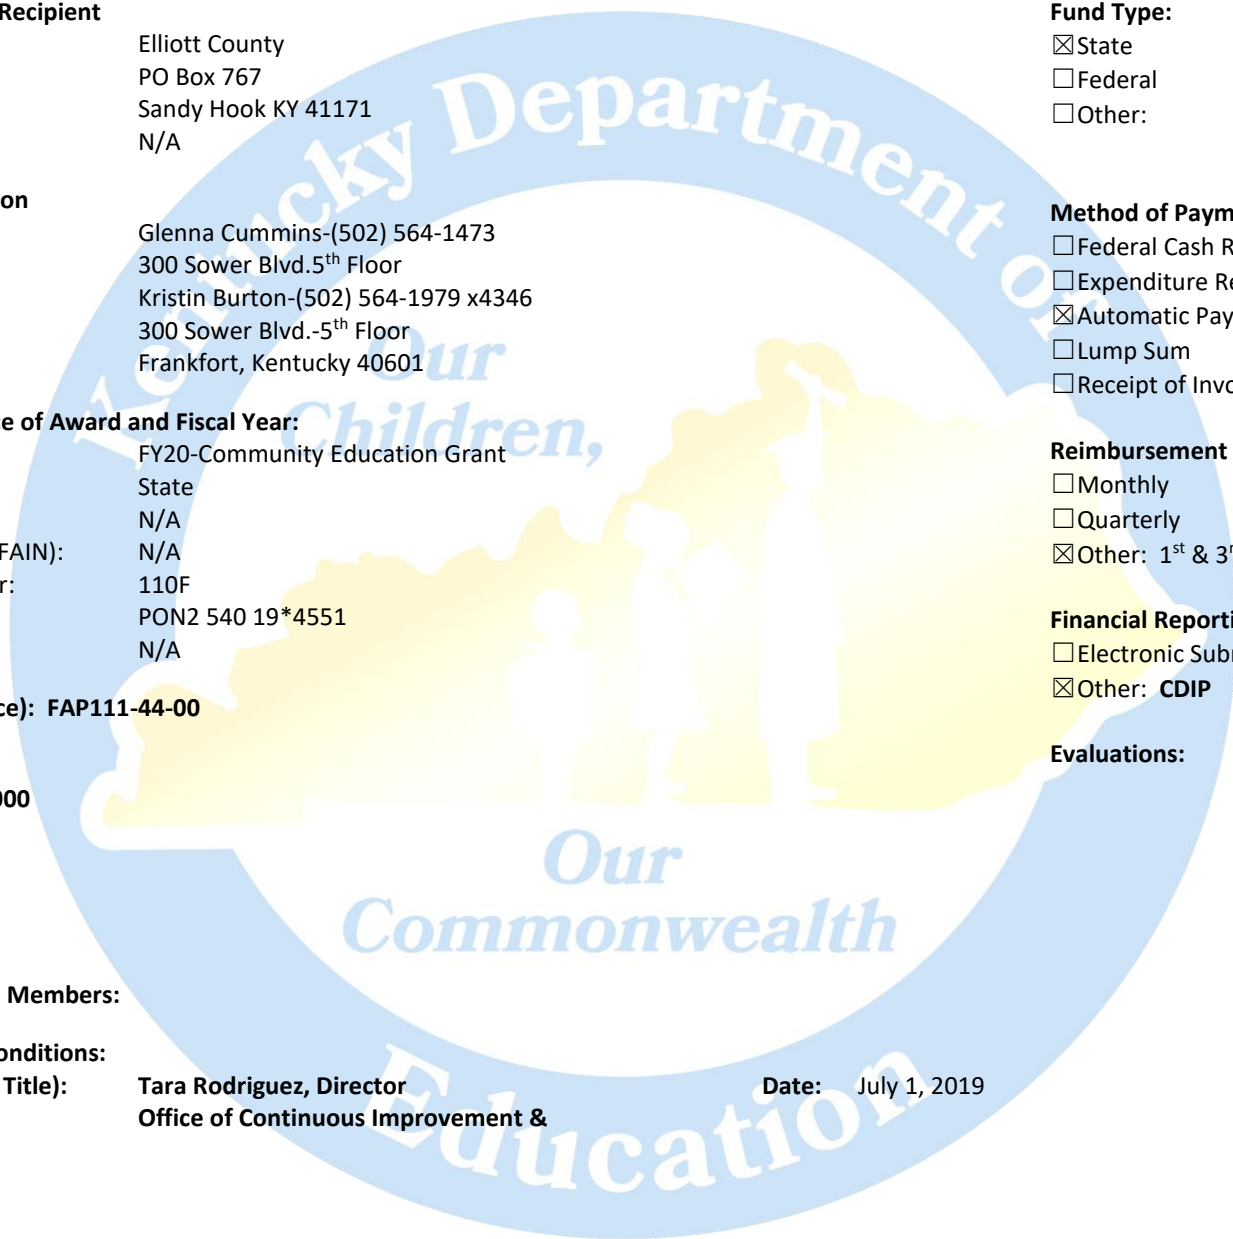 Recipient
Elliott County
PO Box 767
Sandy Hook KY 41171
N/A
on
Glenna Cummins-(502) 564-1473
300 Sower Blvd.5th Floor
Kristin Burton-(502) 564-1979 x4346
300 Sower Blvd.-5th Floor
Frankfort, Kentucky 40601
e of Award and Fiscal Year:
FY20-Community Education Grant
State
N/A
FAIN): N/A
r: 110F
PON2 540 19*4551
N/A
ce): FAP111-44-00
000
Members:
onditions:
Title): Tara Rodriguez, Director Date: July 1, 2019
Office of Continuous Improvement &
Fund Type:
☒State
☐Federal
☐Other:
Method of Paym
☐Federal Cash R
☐Expenditure Re
☒Automatic Pay
☐Lump Sum
☐Receipt of Invo
Reimbursement
☐Monthly
☐Quarterly
☒Other: 1st & 3r
Financial Reporti
☐Electronic Sub
☒Other: CDIP
Evaluations:
Kentucky Department of
Education
Our
Children,
Our
Commonwealth